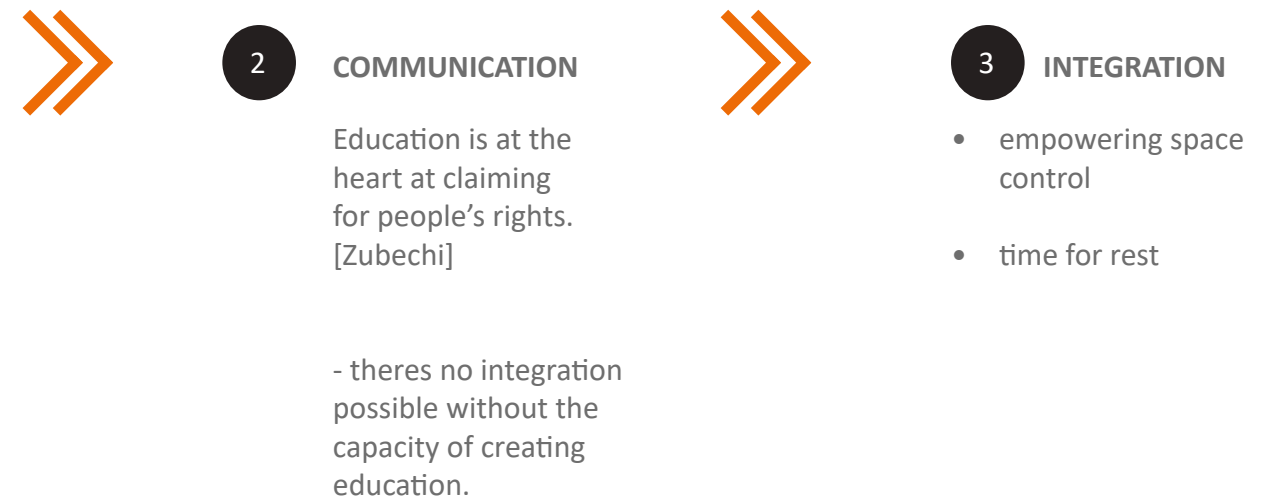 2
COMMUNICATION
Education is at the
heart at claiming
for people’s rights.
[Zubechi]
- theres no integration
possible without the
capacity of creating
education.
3
INTEGRATION
• empowering space
control
• time for rest